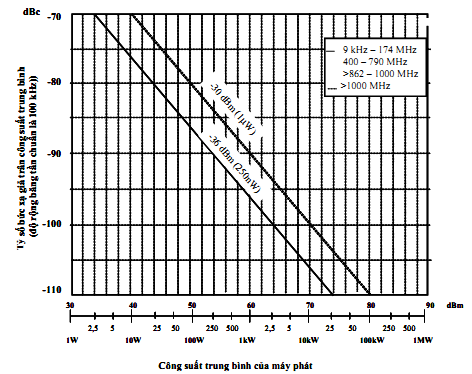 dBc
-70
-80
-90
-100
-110
Tỷ số bức xạ giả trên công suất trung bình
(độ rộng băng tần chuẩn là 100 kHz))
9 kHz – 174 MHz
400 – 790 MHz
>862 – 1000 MHz
>1000 MHz
-30 dBm (1µW)
-36 dBm (250nW)
30 40 50 60 70 80 90 dBm
2,5 5 25 50 250 500 2,5 5 25 50 250 500
1W 10W 100W 1kW 10kW 100kW 1MW
Công suất trung bình của máy phát